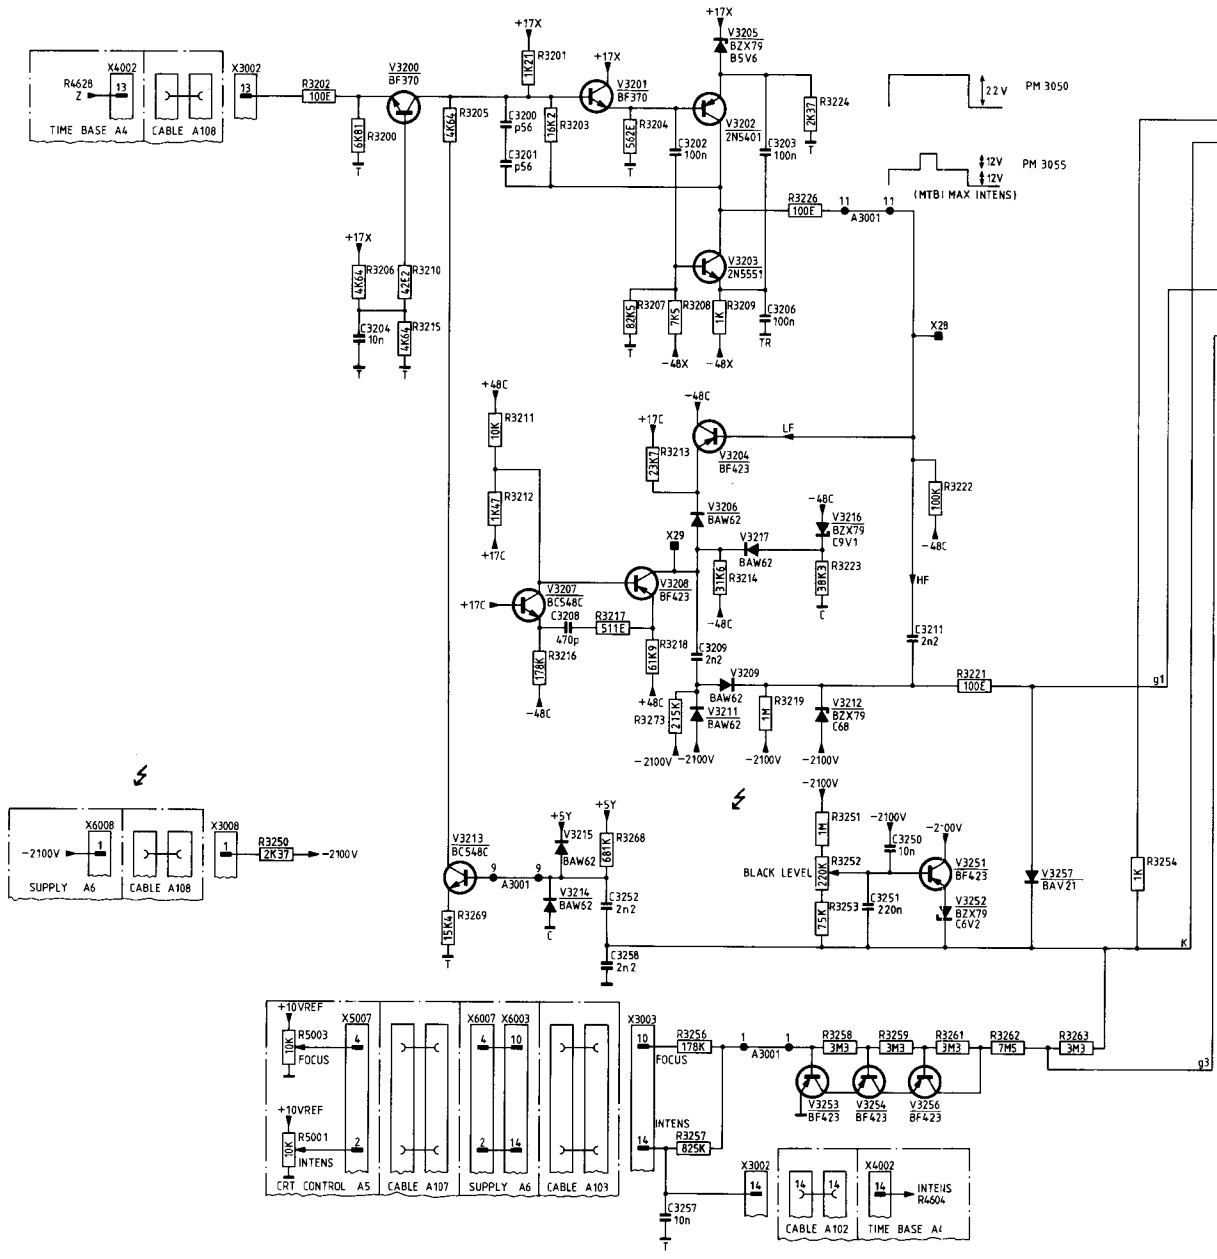 +17X
+17X
V3205
BZX79
B5V6
R3201
1K21
+17X
X4002
R4628
Z
13
TIME BASE A4
CABLE A108
X3002
13
R3202
100E
V3200
BF370
V3201
BF370
R3200
6K81
R3205
4K64
C3200
p56
C3201
p56
R3203
16K2
R3204
562E
C3202
100n
V3202
2N5401
C3203
100n
R3224
2K37
T
T
T
22V
PM 3050
12V
12V
PM 3055
(MTB1 MAX INTENS)
R3226
100E
11
A3001
11
+17X
R3206
4K64
R3210
42E2
C3204
10n
R3215
4K64
T
T
V3203
2N5551
R3207
82K5
R3208
7K5
R3209
1K
C3206
100n
T
-48X
-48X
TR
X28
+48C
R3211
10K
R3212
1K47
+17C
-48C
+17C
R3213
23K7
V3204
BF423
LF
R3222
100K
-48C
V3206
BAW62
X29
V3217
BAW62
-48C
V3216
BZX79
C9V1
R3214
31K6
-48C
R3223
38K3
C
HF
V3207
BC548C
+17C
V3208
BF423
C3208
470p
R3217
511E
R3216
178K
-48C
R3218
61K9
+48C
C3209
2n2
C3211
2n2
V3209
BAW62
R3273
215K
V3211
BAW62
R3219
1M
V3212
BZX79
C68
R3221
100E
g1
-2100V
-2100V
-2100V
-2100V
X6008
-2100V
1
SUPPLY A6
CABLE A108
X3008
1
R3250
2K37
-2100V
V3213
BC548C
R3269
15K4
T
9
A3001
9
+5Y
V3215
BAW62
V3214
BAW62
C
+5Y
R3268
681K
C3252
2n2
C3258
2n2
-2100V
R3251
1M
BLACK LEVEL
R3252
220K
R3253
75K
-2100V
C3250
10n
C3251
220n
-2100V
V3251
BF423
V3252
BZX79
C6V2
V3257
BAV21
R3254
1K
K
+10VREF
R5003
10K
FOCUS
X5007
4
+10VREF
R5001
10K
INTENS
2
CRT CONTROL A5
CABLE A107
X6007
4
2
X6003
10
14
SUPPLY A6
CABLE A103
X3003
10
FOCUS
INTENS
14
R3256
178K
R3257
825K
1
A3001
1
R3258
3M3
R3259
3M3
R3261
3M3
R3262
7M5
R3263
3M3
g3
V3253
BF423
V3254
BF423
V3256
BF423
C3257
10n
T
X3002
14
14
14
CABLE A102
X4002
14
INTENS
R4604
TIME BASE A4